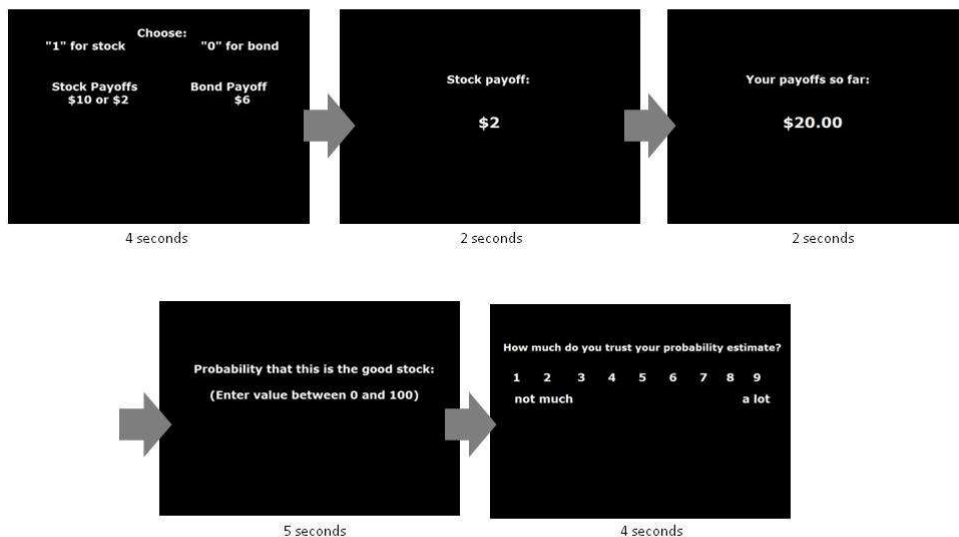 Choose:
"1" for stock "0" for bond
Stock Payoffs Bond Payoff
$10 or $2 $6
4 seconds
Stock payoff:
$2
2 seconds
Your payoffs so far:
$20.00
2 seconds
Probability that this is the good stock:
(Enter value between 0 and 100)
5 seconds
How much do you trust your probability estimate?
1 2 3 4 5 6 7 8 9
not much a lot
4 seconds